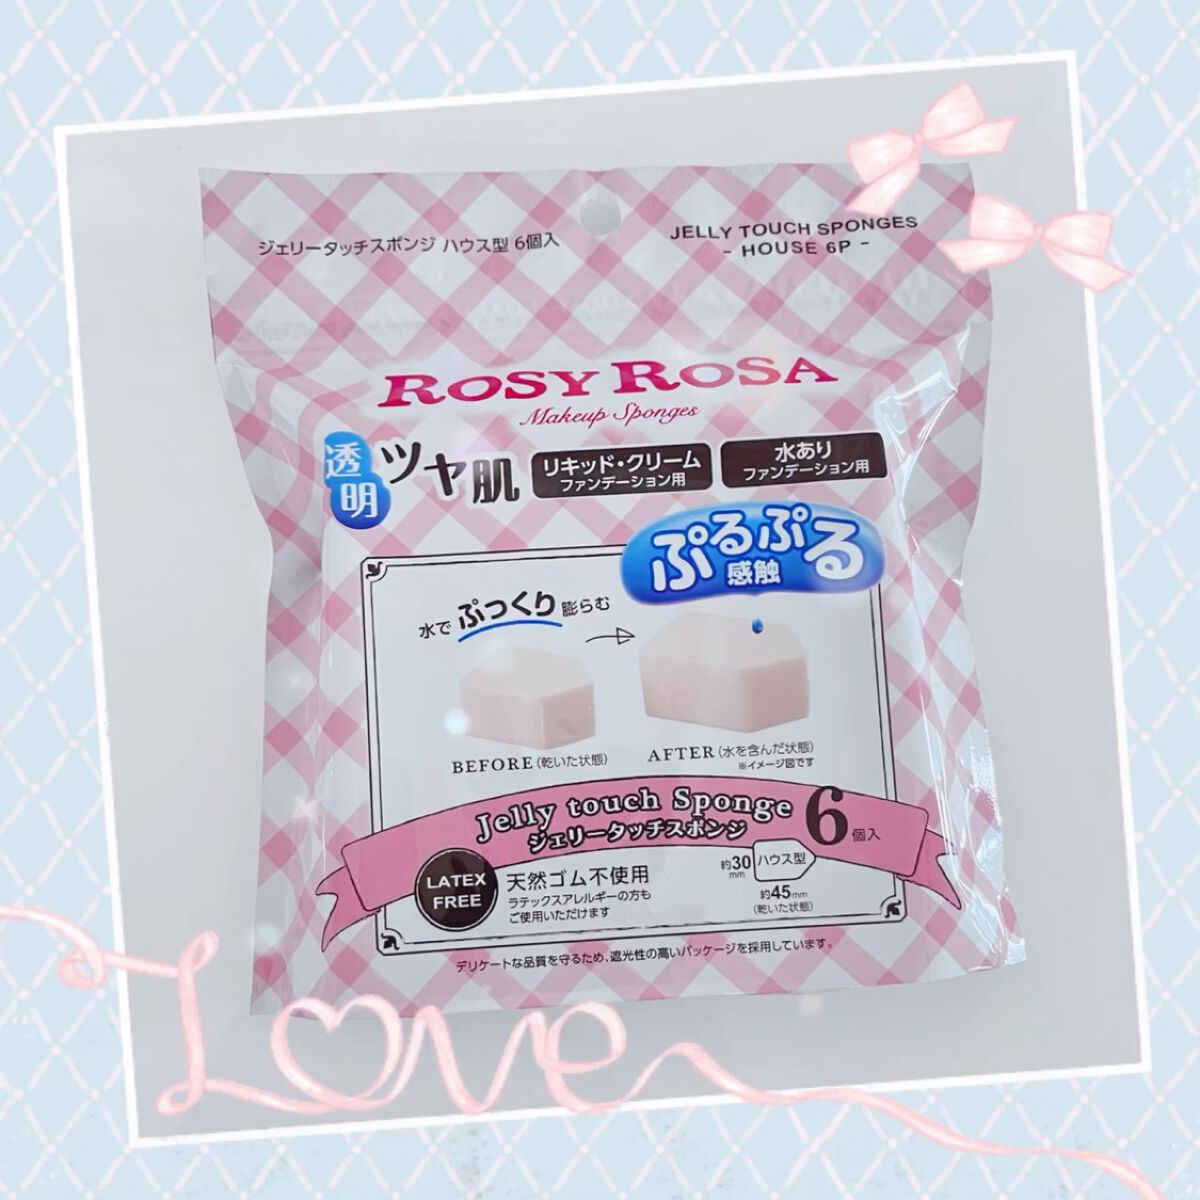 ジェリータッチスポンジ ハウス型 6個入
JELLY TOUCH SPONGES
- HOUSE 6P -
ROSY ROSA
Makeup Sponges
透明
ツヤ肌
リキッド・クリーム
ファンデーション用
水あり
ファンデーション用
ぷるぷる
感触
水でぷっくり膨らむ
BEFORE(乾いた状態)
AFTER(水を含んだ状態)
※イメージ図です
Jelly touch Sponge
ジェリータッチスポンジ
6個入
LATEX
FREE
天然ゴム不使用
ラテックスアレルギーの方も
ご使用いただけます
約30mm
ハウス型
約45mm
(乾いた状態)
デリケートな品質を守るため、遮光性の高いパッケージを採用しています。
Love